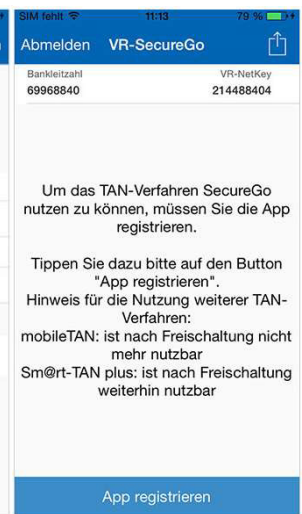 SIM fehlt 11:13 79 %
Abmelden VR-SecureGo
Bankleitzahl VR-NetKey
69968840 214488404
Um das TAN-Verfahren SecureGo
nutzen zu können, müssen Sie die App
registrieren.
Tippen Sie dazu bitte auf den Button
"App registrieren".
Hinweis für die Nutzung weiterer TAN-
Verfahren:
mobileTAN: ist nach Freischaltung nicht
mehr nutzbar
Sm@rt-TAN plus: ist nach Freischaltung
weiterhin nutzbar
App registrieren